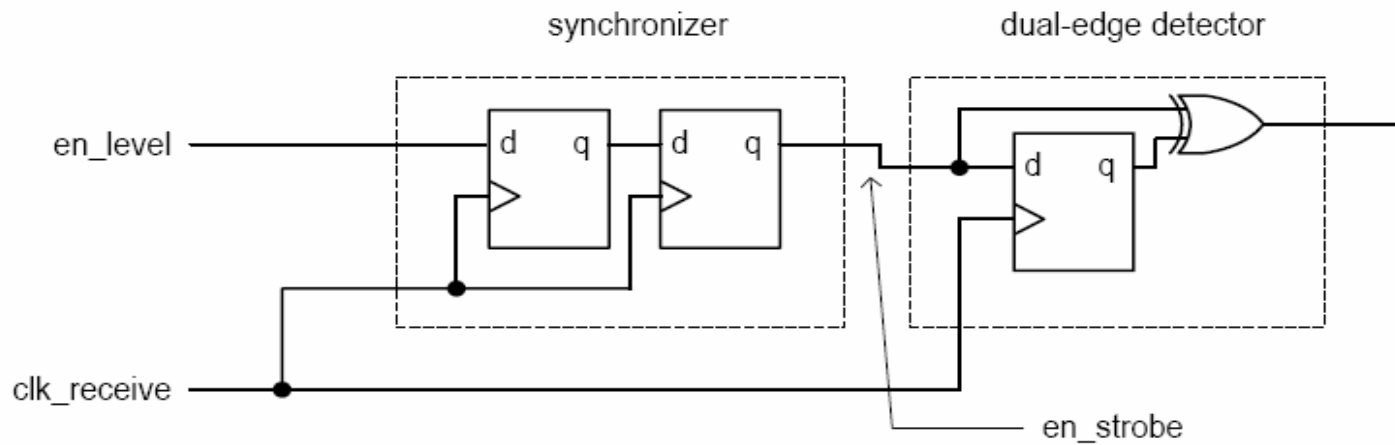 synchronizer
dual-edge detector
en_level
d q
d q
d q
clk_receive
en_strobe